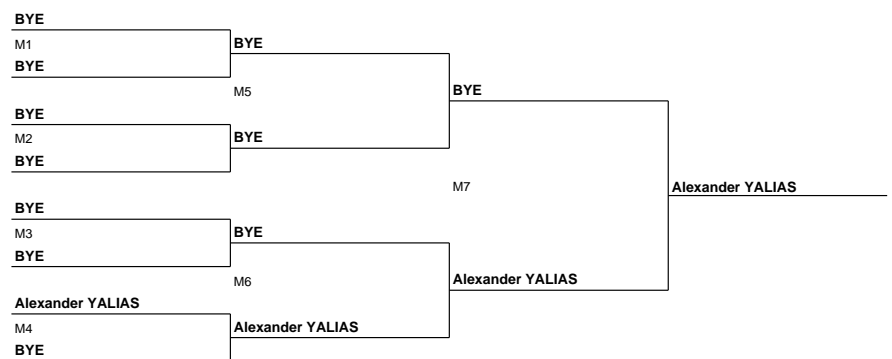 BYE
M1
BYE
BYE
M5
BYE
BYE
M2
BYE
BYE
M7
Alexander YALIAS
BYE
M3
BYE
BYE
M6
Alexander YALIAS
Alexander YALIAS
M4
Alexander YALIAS
BYE